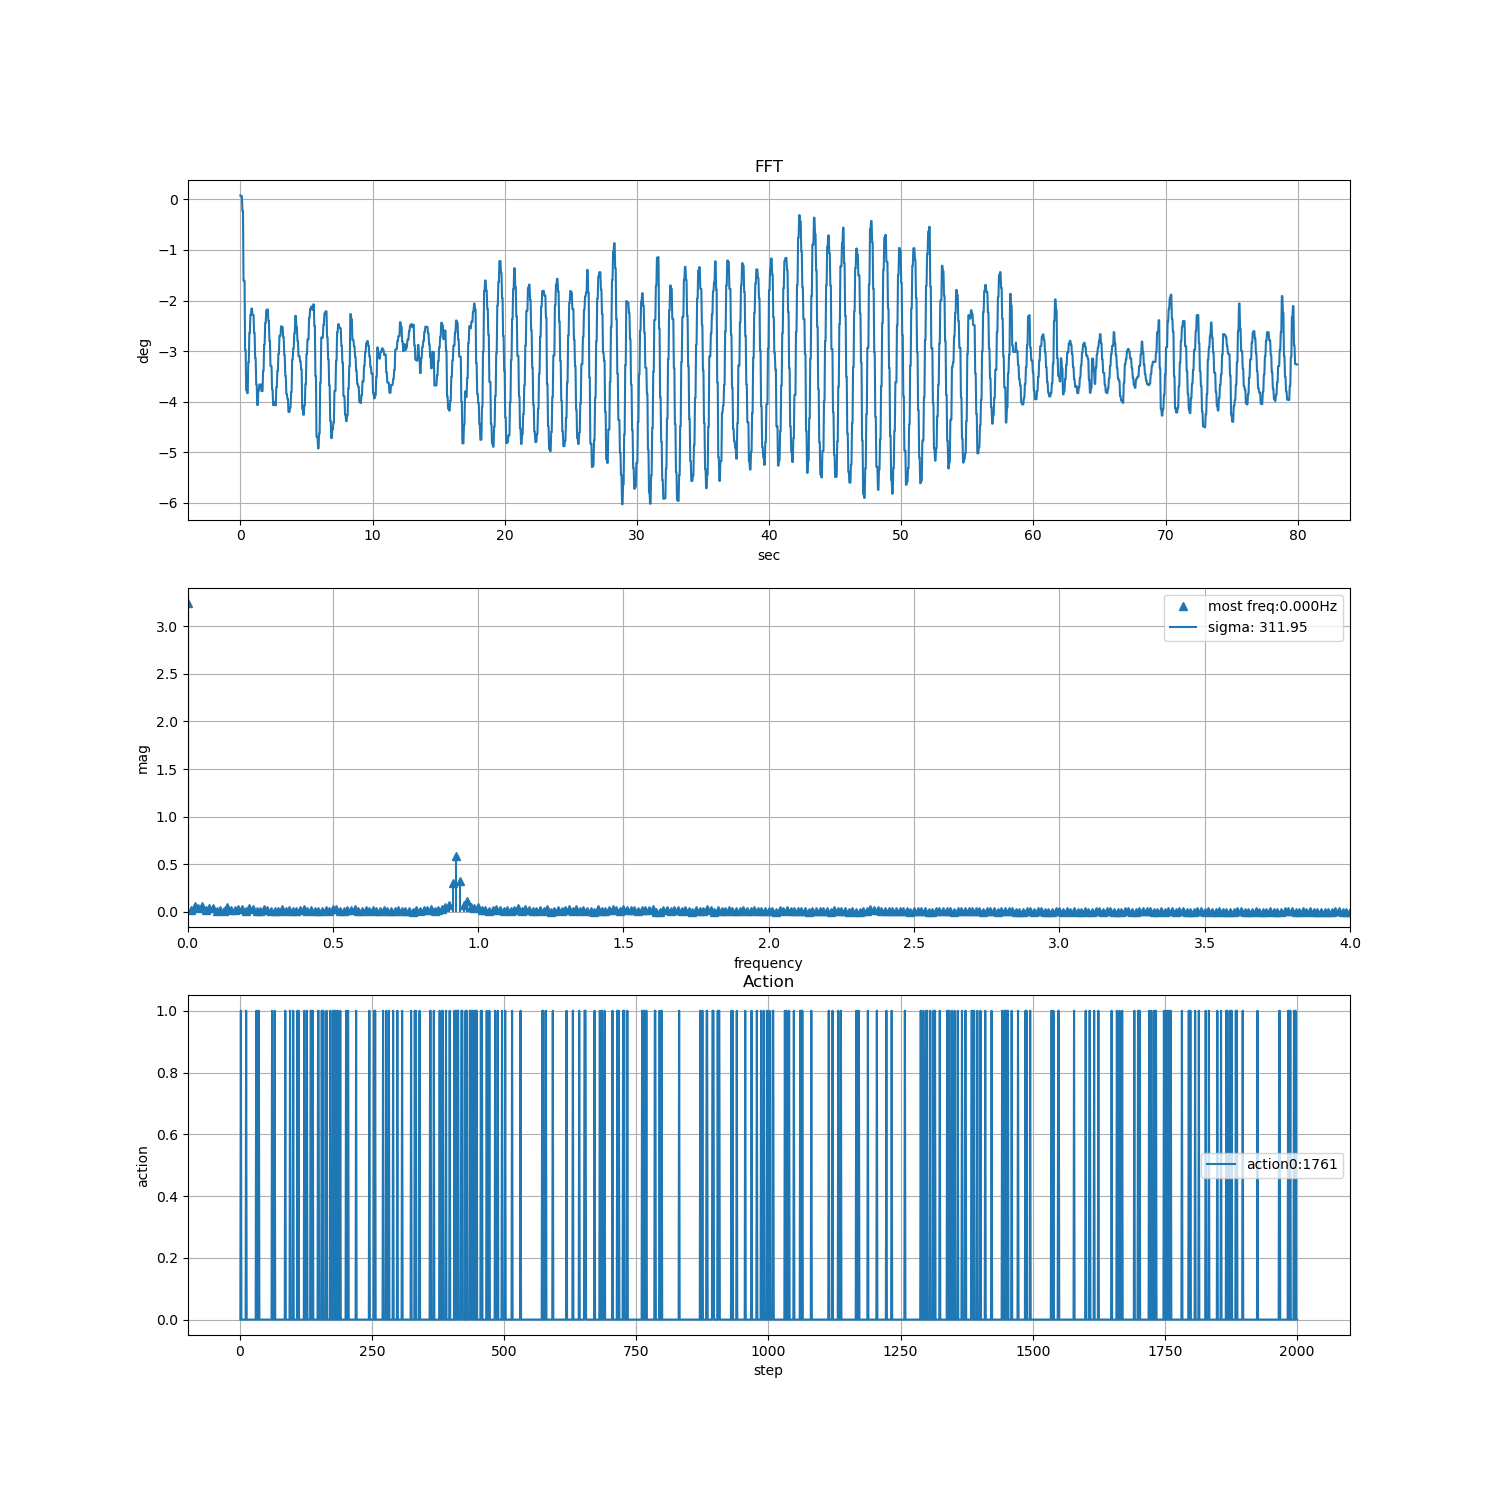 FFT
0
−1
−2
−3
−4
−5
−6
deg
0 10 20 30 40 50 60 70 80
sec
3.0
2.5
2.0
1.5
1.0
0.5
0.0
mag
most freq:0.000Hz
sigma: 311.95
0.0 0.5 1.0 1.5 2.0 2.5 3.0 3.5 4.0
frequency
Action
1.0
0.8
0.6
0.4
0.2
0.0
action
action0:1761
0 250 500 750 1000 1250 1500 1750 2000
step